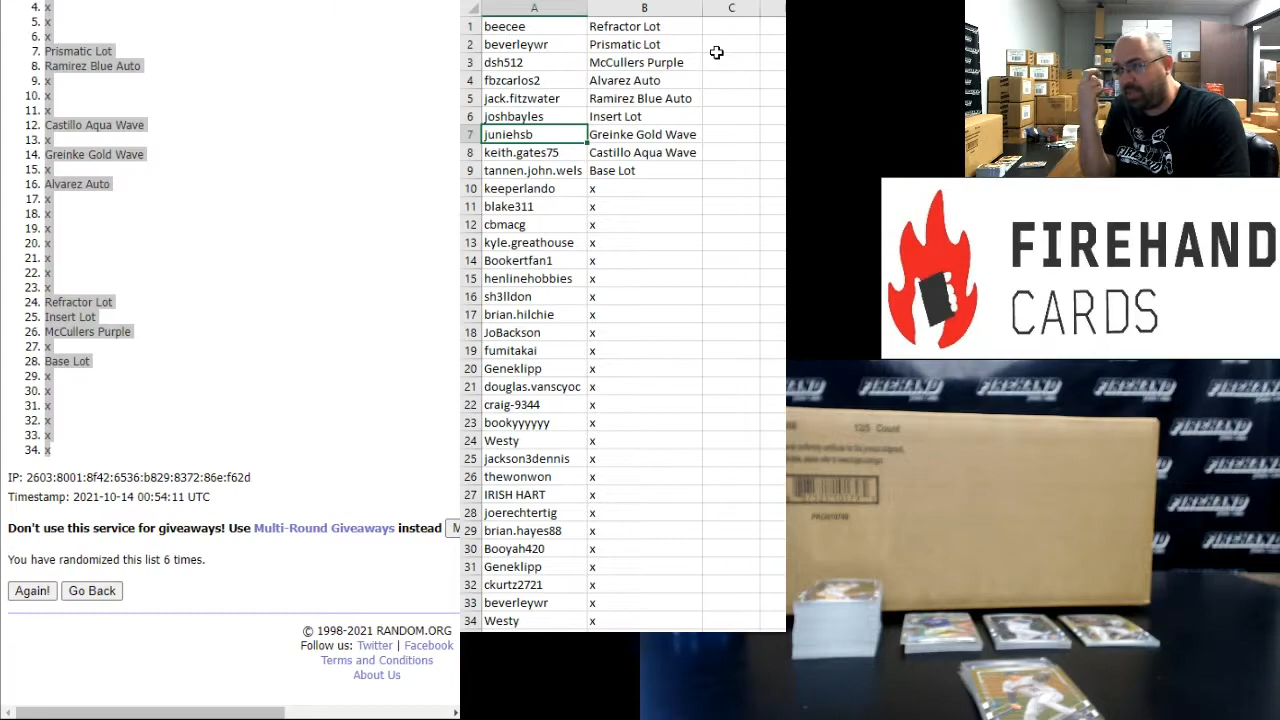 4. x
5. x
6. x
7. Prismatic Lot
8. Ramirez Blue Auto
9. x
10. x
11. x
12. Castillo Aqua Wave
13. x
14. Greinke Gold Wave
15. x
16. Alvarez Auto
17. x
18. x
19. x
20. x
21. x
22. x
23. x
24. Refractor Lot
25. Insert Lot
26. McCullers Purple
27. x
28. Base Lot
29. x
30. x
31. x
32. x
33. x
34. x
IP: 2603:8001:8f42:6536:b829:8372:86e:f62d
Timestamp: 2021-10-14 00:54:11 UTC
Don't use this service for giveaways! Use Multi-Round Giveaways instead
You have randomized this list 6 times.
Again! Go Back
© 1998-2021 RANDOM.ORG
Follow us: Twitter | Facebook
Terms and Conditions
About Us
A B C
1 beecee Refractor Lot
2 beverleywr Prismatic Lot
3 dsh512 McCullers Purple
4 fbzcarlos2 Alvarez Auto
5 jack.fitzwater Ramirez Blue Auto
6 joshbayles Insert Lot
7 juniehsb Greinke Gold Wave
8 keith.gates75 Castillo Aqua Wave
9 tannen.john.wels Base Lot
10 keeperlando x
11 blake311 x
12 cbmacg x
13 kyle.greathouse x
14 Bookertfan1 x
15 henlinehobbies x
16 sh3lldon x
17 brian.hilchie x
18 JoBackson x
19 fumitakai x
20 Geneklipp x
21 douglas.vanscyoc x
22 craig-9344 x
23 bookyyyyyy x
24 Westy x
25 jackson3dennis x
26 thewonwon x
27 IRISH HART x
28 joerechtertig x
29 brian.hayes88 x
30 Booyah420 x
31 Geneklipp x
32 ckurtz2721 x
33 beverleywr x
34 Westy x
FIREHAND
CARDS
FIREHAND
FIREHAND
FIREHAND
FIREHAND
Count